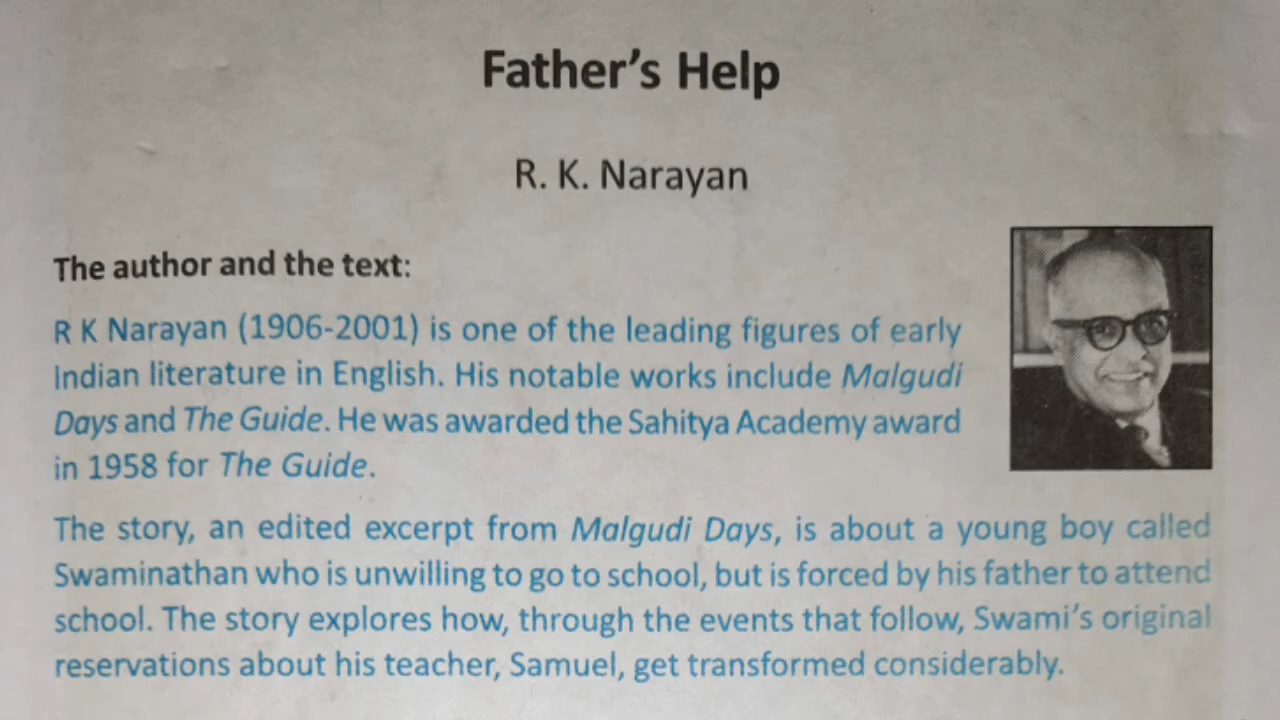 Father's Help
R. K. Narayan
The author and the text:
R K Narayan (1906-2001) is one of the leading figures of early
Indian literature in English. His notable works include Malgudi
Days and The Guide. He was awarded the Sahitya Academy award
in 1958 for The Guide.
The story, an edited excerpt from Malgudi Days, is about a young boy called
Swaminathan who is unwilling to go to school, but is forced by his father to attend
school. The story explores how, through the events that follow, Swami's original
reservations about his teacher, Samuel, get transformed considerably.